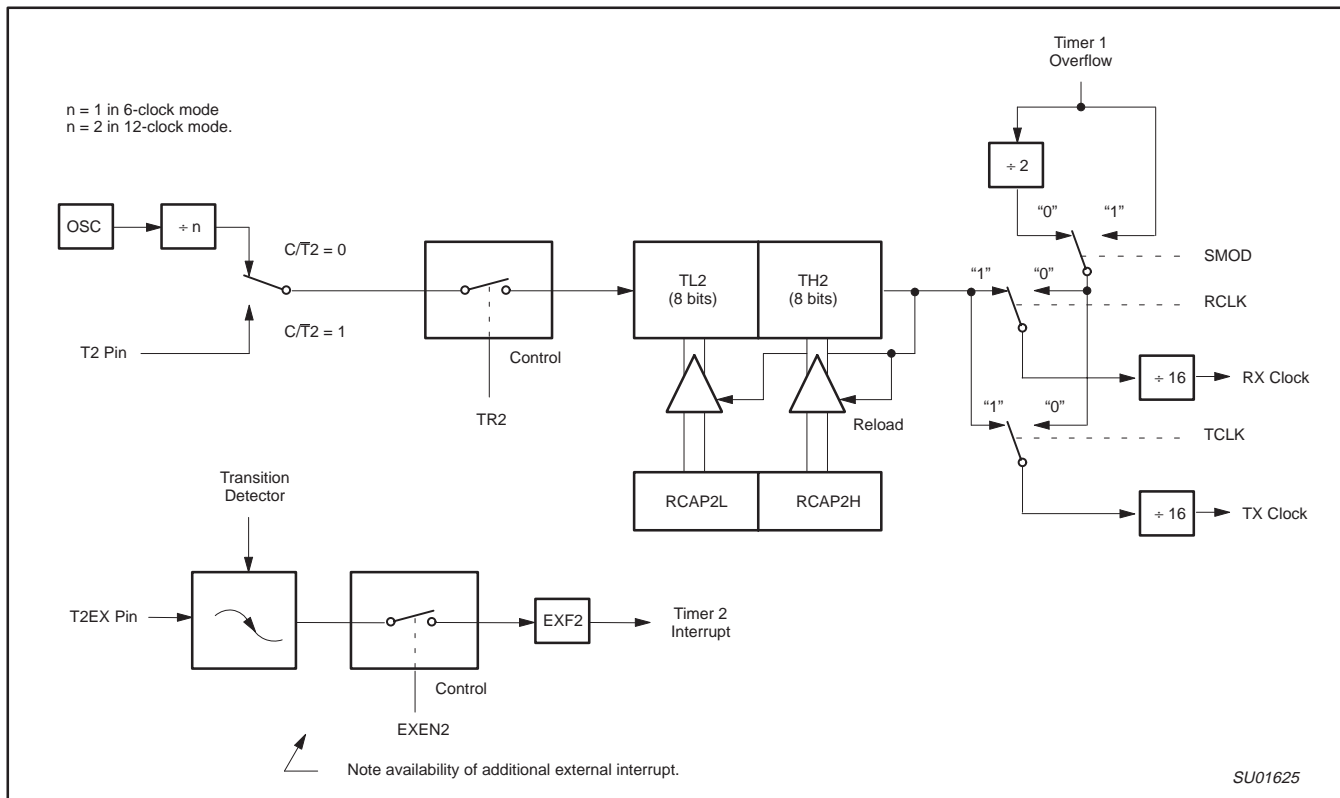 Timer 1
Overflow
n = 1 in 6-clock mode
n = 2 in 12-clock mode.
÷ 2
“0”
“1”
OSC
÷ n
C/T̅2 = 0
TL2
(8 bits)
TH2
(8 bits)
SMOD
“1”
“0”
RCLK
C/T̅2 = 1
T2 Pin
Control
÷ 16
RX Clock
TR2
Reload
“1”
“0”
TCLK
Transition
Detector
RCAP2L
RCAP2H
÷ 16
TX Clock
T2EX Pin
EXF2
Timer 2
Interrupt
Control
EXEN2
Note availability of additional external interrupt.
SU01625